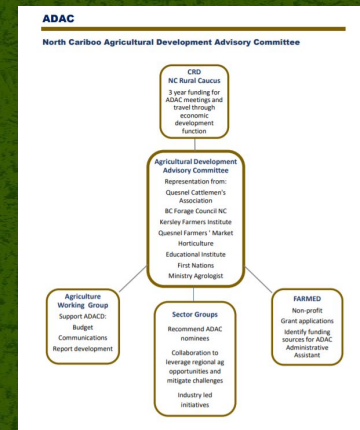 ADAC
North Cariboo Agricultural Development Advisory Committee
CRD
NC Rural Caucus
3 year funding for
ADAC meetings and
travel through
economic
development
function
Agricultural Development
Advisory Committee
Representation from:
Quesnel Cattlemen's
Association
BC Forage Council NC
Kersley Farmers Institute
Quesnel Farmers ' Market
Horticulture
Educational Institute
First Nations
Ministry Agrologist
Agriculture
Working Group
Support ADACD:
Budget
Communications
Report development
Sector Groups
Recommend ADAC
nominees
Collaboration to
leverage regional ag
opportunities and
mitigate challenges
Industry led
initiatives
FARMED
Non-profit
Grant applications
Identify funding
sources for ADAC
Administrative
Assistant